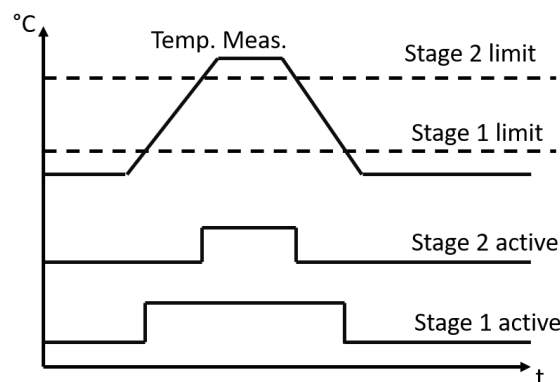 °C
Temp. Meas.
Stage 2 limit
Stage 1 limit
Stage 2 active
Stage 1 active
t